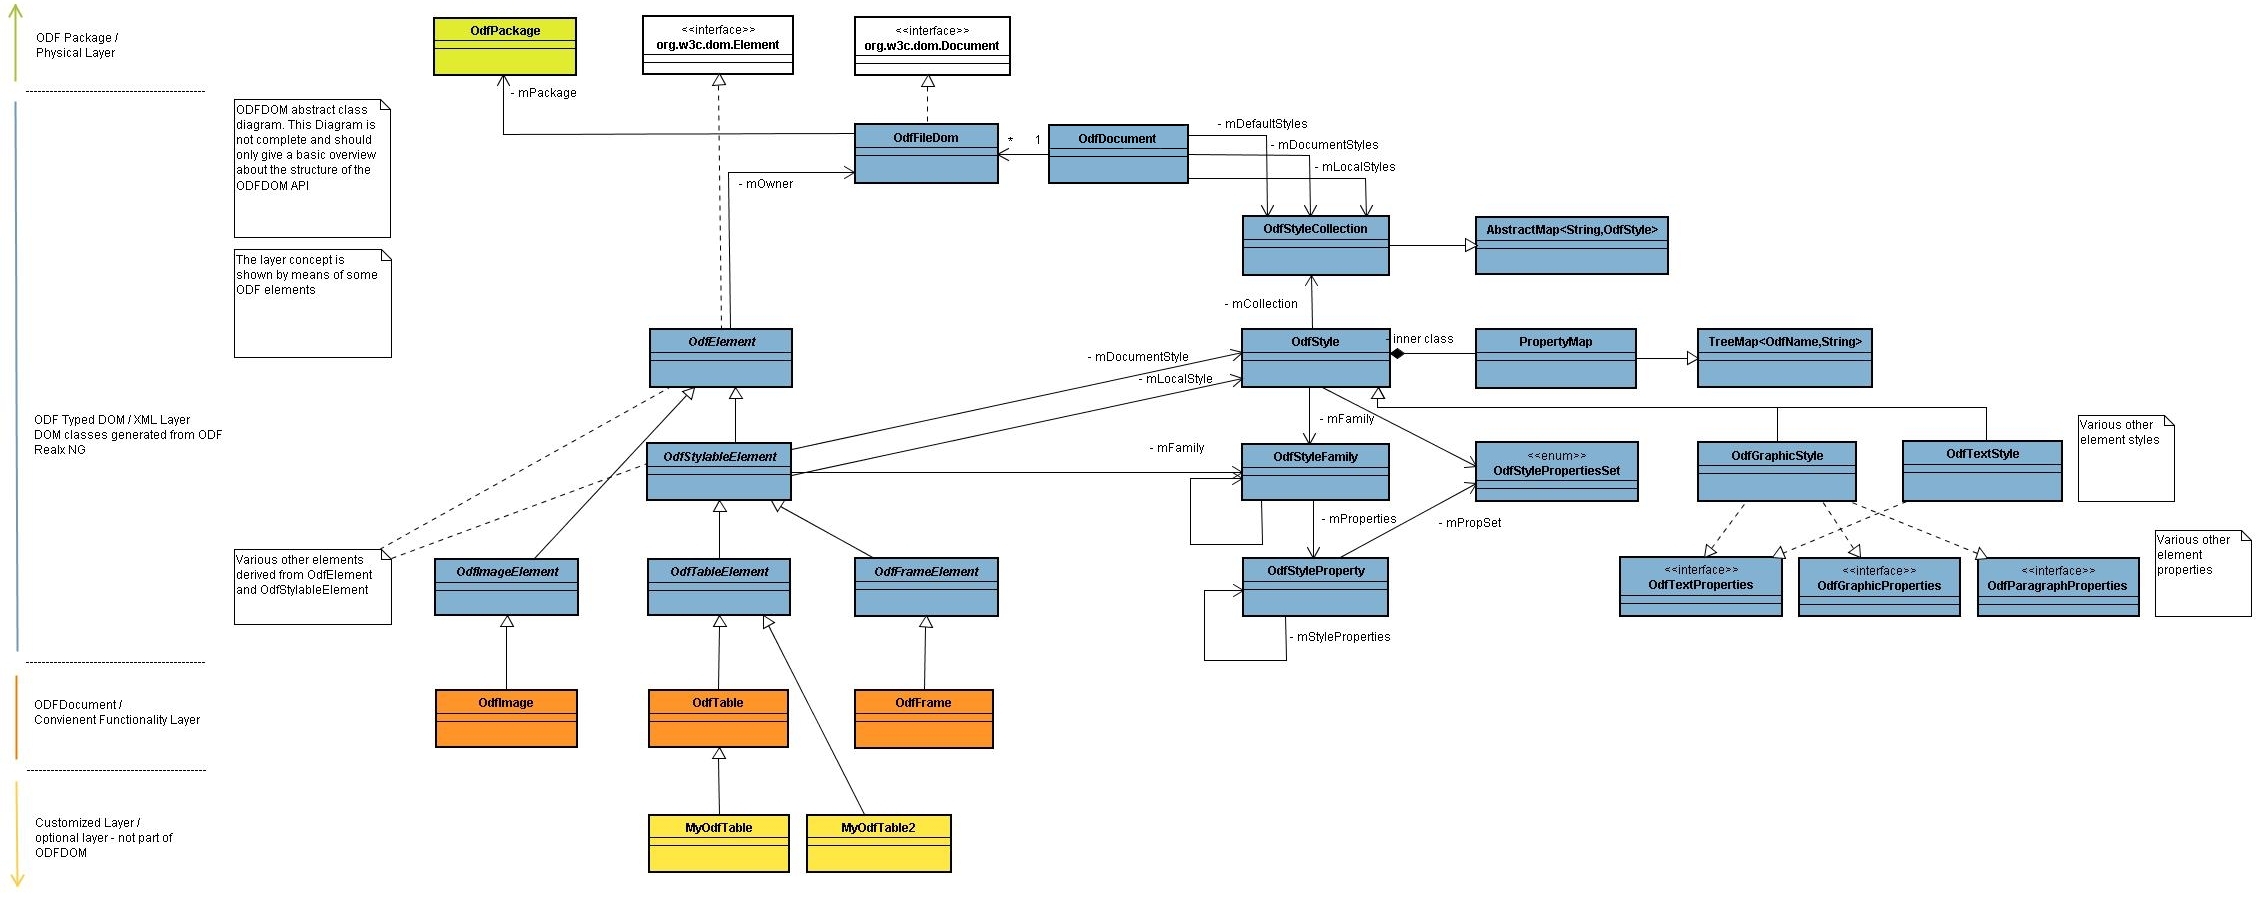 ODF Package /
Physical Layer
OdfPackage
<<interface>>
org.w3c.dom.Element
<<interface>>
org.w3c.dom.Document
- mPackage
ODFDOM abstract class
diagram. This Diagram is
not complete and should
only give a basic overview
about the structure of the
ODFDOM API
OdfFileDom
*
1
OdfDocument
- mDefaultStyles
- mDocumentStyles
- mLocalStyles
- mOwner
The layer concept is
shown by means of some
ODF elements
OdfStyleCollection
AbstractMap<String,OdfStyle>
- mCollection
OdfElement
- mDocumentStyle
- mLocalStyle
OdfStyle
- inner class
PropertyMap
TreeMap<OdfName,String>
ODF Typed DOM / XML Layer
DOM classes generated from ODF
Realx NG
- mFamily
- mFamily
OdfStylableElement
OdfStyleFamily
<<enum>>
OdfStylePropertiesSet
OdfGraphicStyle
OdfTextStyle
Various other
element styles
- mProperties
- mPropSet
Various other elements
derived from OdfElement
and OdfStylableElement
OdfImageElement
OdfTableElement
OdfFrameElement
OdfStyleProperty
- mStyleProperties
<<interface>>
OdfTextProperties
<<interface>>
OdfGraphicProperties
<<interface>>
OdfParagraphProperties
Various other
element
properties
ODFDocument /
Convienent Functionality Layer
OdfImage
OdfTable
OdfFrame
Customized Layer /
optional layer - not part of
ODFDOM
MyOdfTable
MyOdfTable2